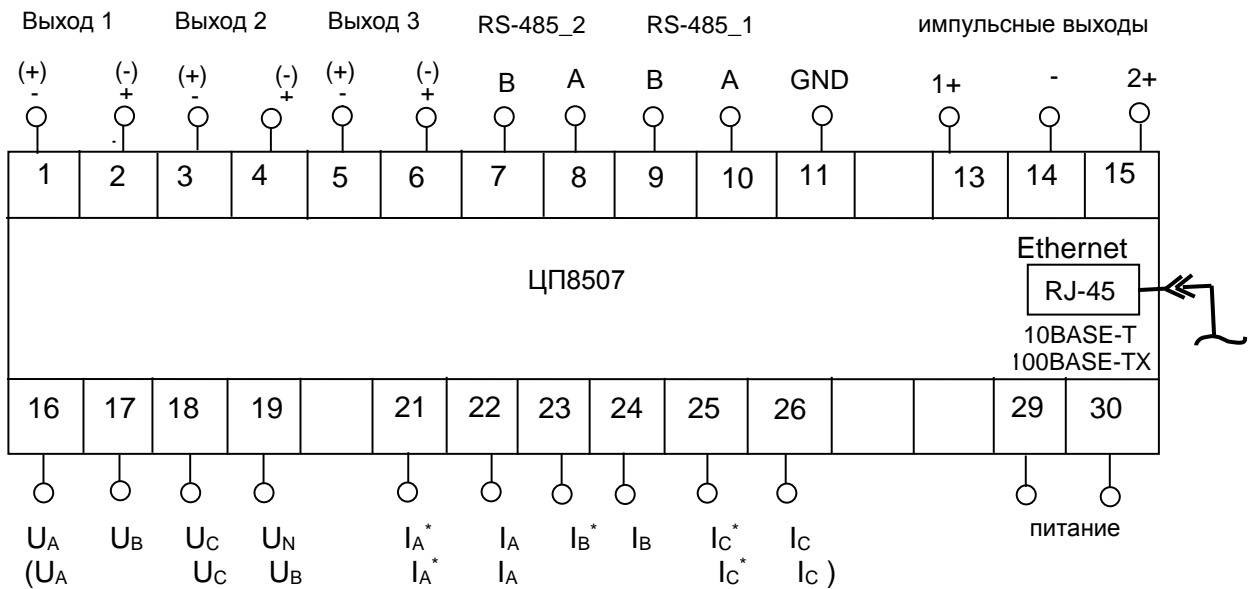 Выход 1 Выход 2 Выход 3 RS-485_2 RS-485_1 импульсные выходы
(+) (-) (+) (-) (+) (-) B A B A GND 1+ - 2+
- + - + - +
1 2 3 4 5 6 7 8 9 10 11 13 14 15
Ethernet
ЦП8507 RJ-45
10BASE-T
100BASE-TX
16 17 18 19 21 22 23 24 25 26 29 30
UA UB UC UN IA* IA IB* IB IC* IC питание
(UA UC UB IA* IA IC* IC )